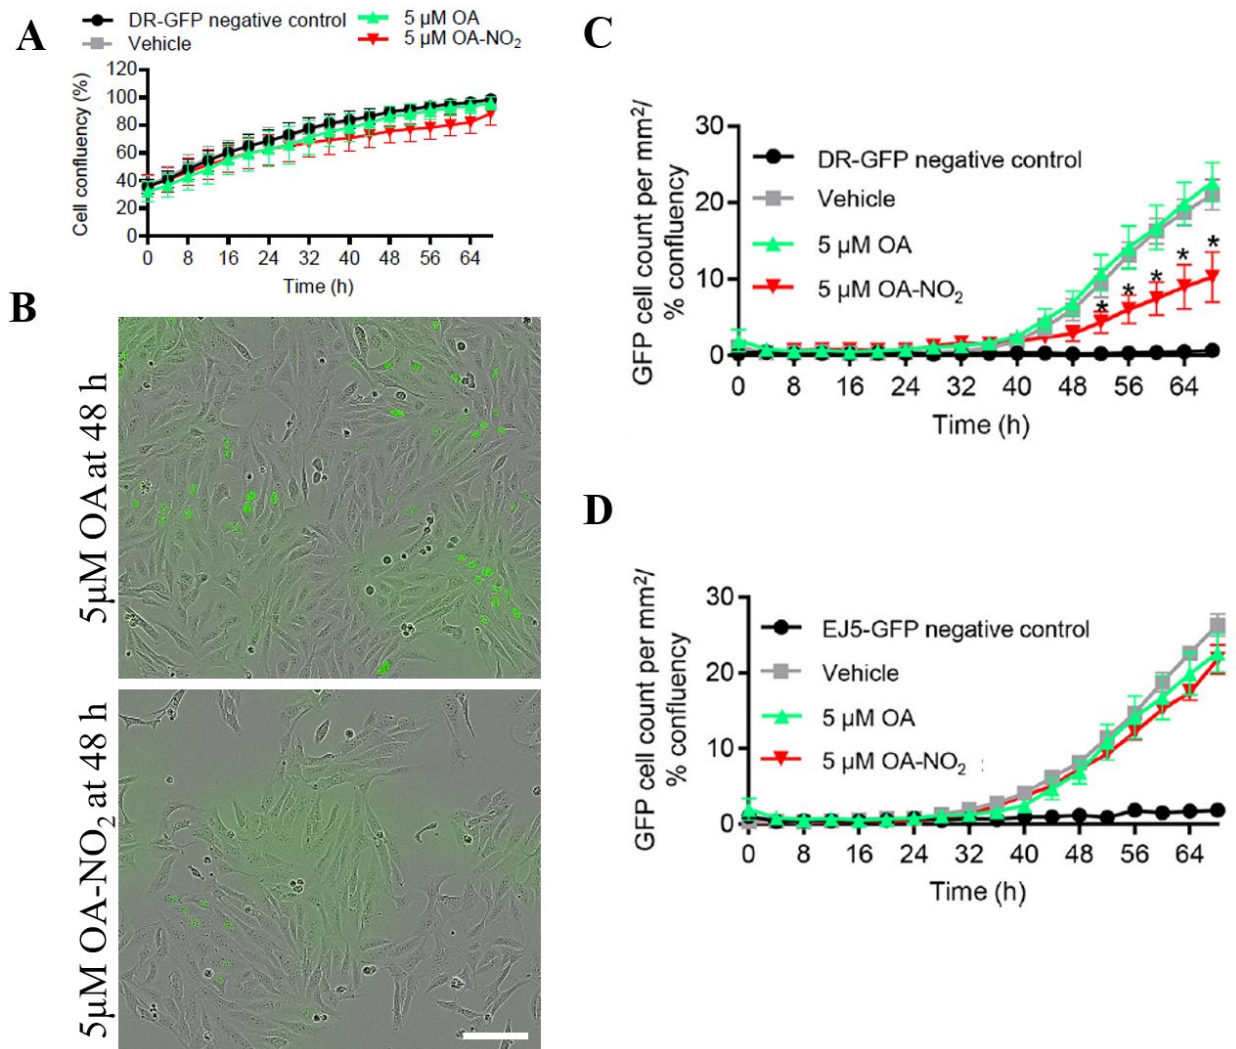 A
DR-GFP negative control
Vehicle
5 µM OA
5 µM OA-NO2
Cell confluency (%)
120
100
80
60
40
20
0
0 8 16 24 32 40 48 56 64
Time (h)
B
5µM OA at 48 h
5µM OA-NO2 at 48 h
C
GFP cell count per mm2/
% confluency
30
20
10
0
DR-GFP negative control
Vehicle
5 µM OA
5 µM OA-NO2
* * * * *
0 8 16 24 32 40 48 56 64
Time (h)
D
GFP cell count per mm2/
% confluency
30
20
10
0
EJ5-GFP negative control
Vehicle
5 µM OA
5 µM OA-NO2 :
0 8 16 24 32 40 48 56 64
Time (h)